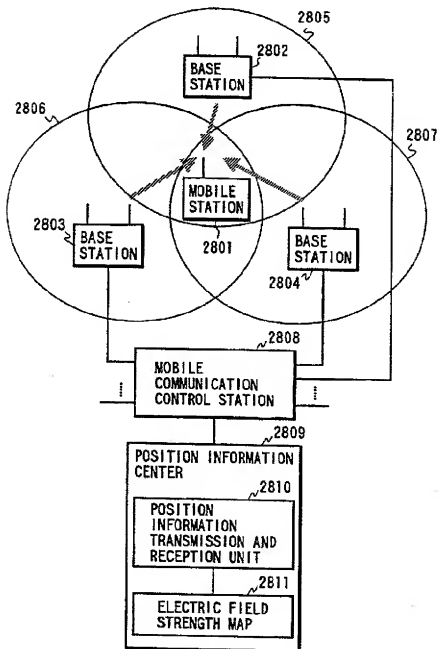 2805
2802
BASE
STATION
2806
2807
MOBILE
STATION
2801
2803
BASE
STATION
BASE
STATION
2804
2808
MOBILE
COMMUNICATION
CONTROL STATION
2809
POSITION INFORMATION
CENTER
2810
POSITION
INFORMATION
TRANSMISSION AND
RECEPTION UNIT
2811
ELECTRIC FIELD
STRENGTH MAP